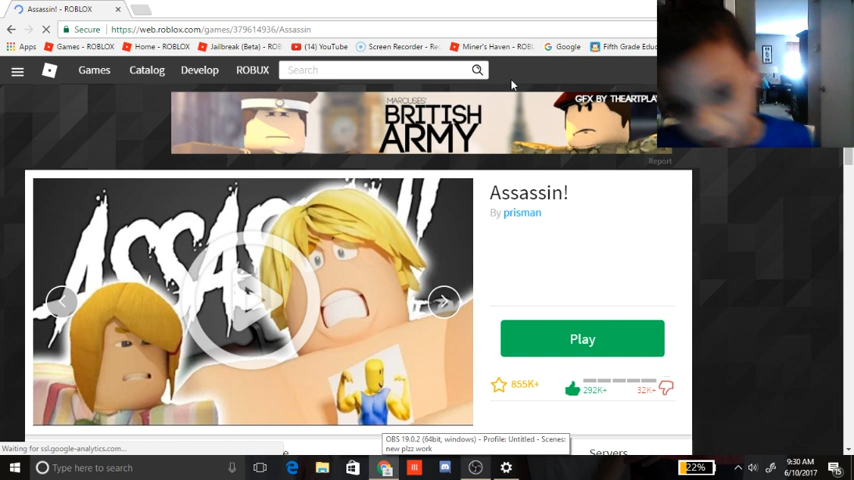 Assassin! - ROBLOX
Secure https://web.roblox.com/games/379614936/Assassin
Apps Games - ROBLOX Home - ROBLOX Jailbreak (Beta) - RO (14) YouTube Screen Recorder - Rec Miner's Haven - ROBL Google Fifth Grade Educ
Games Catalog Develop ROBUX Search
MARCUSES'
BRITISH
ARMY
GFX BY THEARTPLA
Report
ASSASSIN!
Assassin!
By prisman
Play
855K+ 292K+ 32K+
Servers
Waiting for ssl.google-analytics.com...
OBS 19.0.2 (64bit, windows) - Profile: Untitled - Scenes:
new plzz work
Type here to search
22%
9:30 AM
6/10/2017